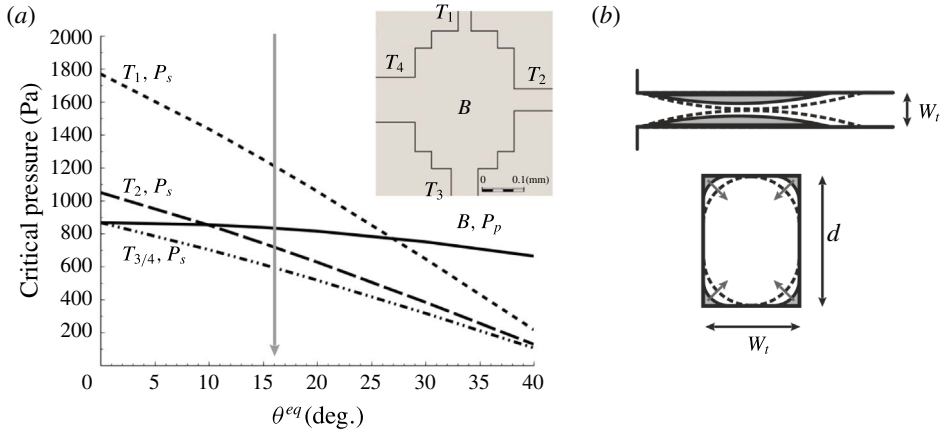 (a)
Critical pressure (Pa)
2000
1800
1600
1400
1200
1000
800
600
400
200
0
5
10
15
20
25
30
35
40
θ^eq (deg.)
T₁, Pₛ
T₂, Pₛ
T₃/₄, Pₛ
B, Pₚ
T₁
T₄
T₂
B
T₃
0 0.1(mm)
(b)
Wₜ
d
Wₜ